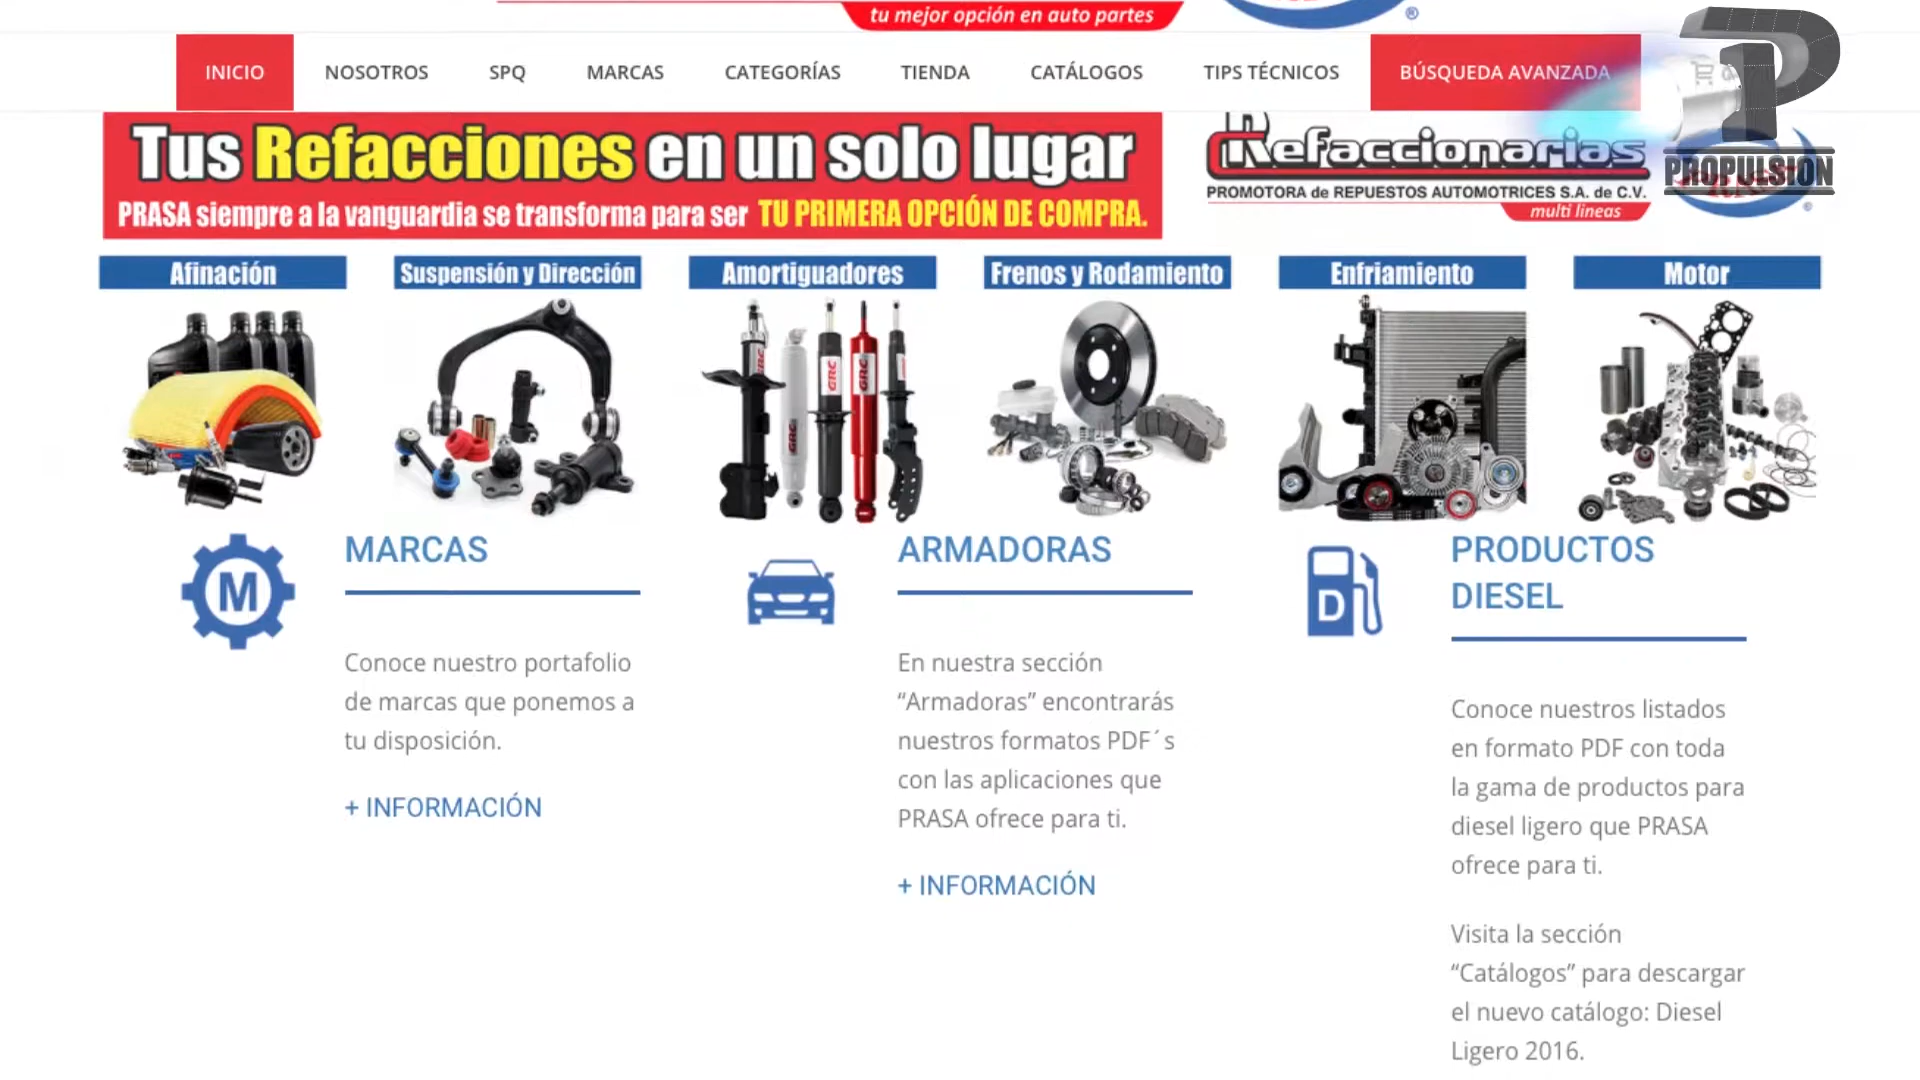 tu mejor opción en auto partes
®
INICIO
NOSOTROS
SPQ
MARCAS
CATEGORÍAS
TIENDA
CATÁLOGOS
TIPS TÉCNICOS
BÚSQUEDA AVANZADA
P
PROPULSION
Tus Refacciones en un solo lugar
PRASA siempre a la vanguardia se transforma para ser TU PRIMERA OPCIÓN DE COMPRA.
Refaccionarias
PROMOTORA de REPUESTOS AUTOMOTRICES S.A. de C.V.
multi lineas
®
Afinación
Suspensión y Dirección
Amortiguadores
Frenos y Rodamiento
Enfriamiento
Motor
GRC
GRC
GRC
GRC
M
MARCAS
Conoce nuestro portafolio
de marcas que ponemos a
tu disposición.
+ INFORMACIÓN
ARMADORAS
En nuestra sección
“Armadoras” encontrarás
nuestros formatos PDF´s
con las aplicaciones que
PRASA ofrece para ti.
+ INFORMACIÓN
D
PRODUCTOS
DIESEL
Conoce nuestros listados
en formato PDF con toda
la gama de productos para
diesel ligero que PRASA
ofrece para ti.
Visita la sección
“Catálogos” para descargar
el nuevo catálogo: Diesel
Ligero 2016.